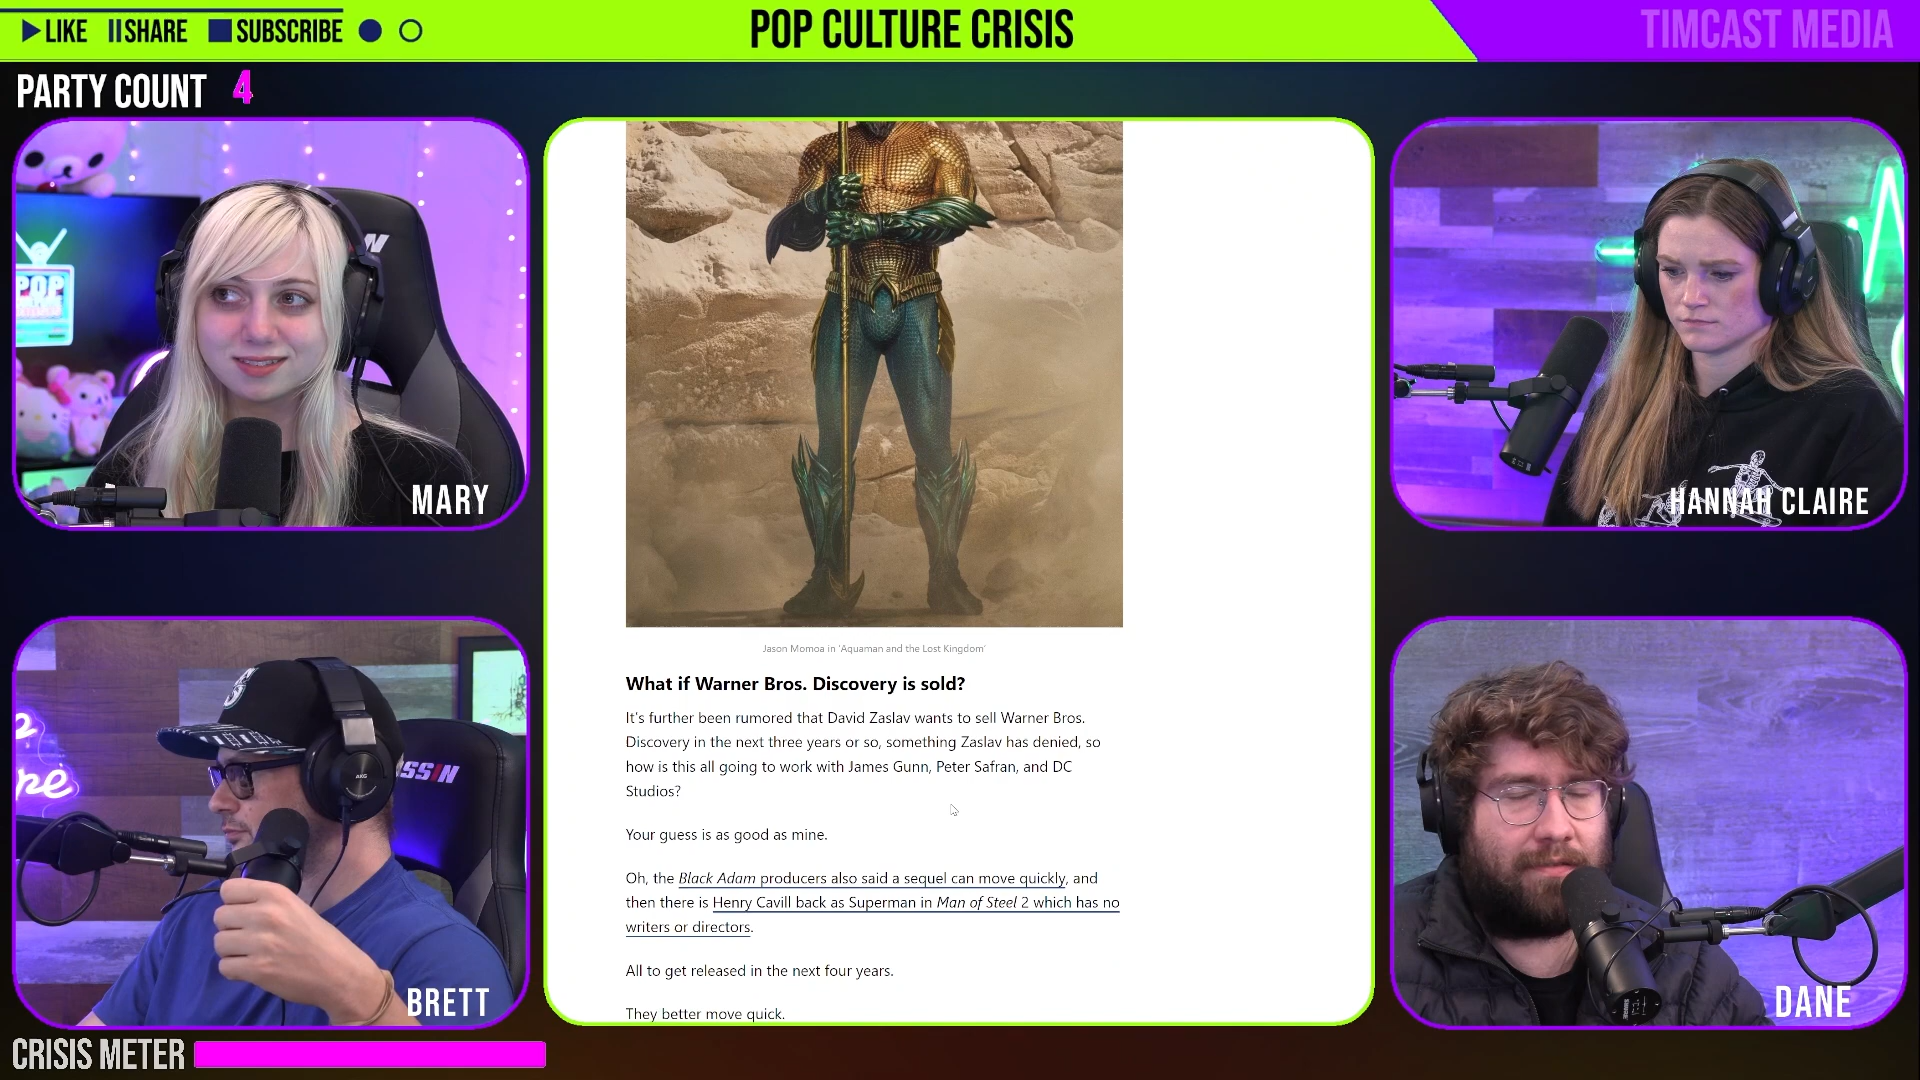 LIKE SHARE SUBSCRIBE
POP CULTURE CRISIS
TIMCAST MEDIA
PARTY COUNT 4
POP
MARY
HANNAH CLAIRE
Jason Momoa in 'Aquaman and the Lost Kingdom'
What if Warner Bros. Discovery is sold?
It's further been rumored that David Zaslav wants to sell Warner Bros.
Discovery in the next three years or so, something Zaslav has denied, so
how is this all going to work with James Gunn, Peter Safran, and DC
Studios?
Your guess is as good as mine.
Oh, the Black Adam producers also said a sequel can move quickly, and
then there is Henry Cavill back as Superman in Man of Steel 2 which has no
writers or directors.
All to get released in the next four years.
They better move quick.
AKG
BRETT
DANE
CRISIS METER